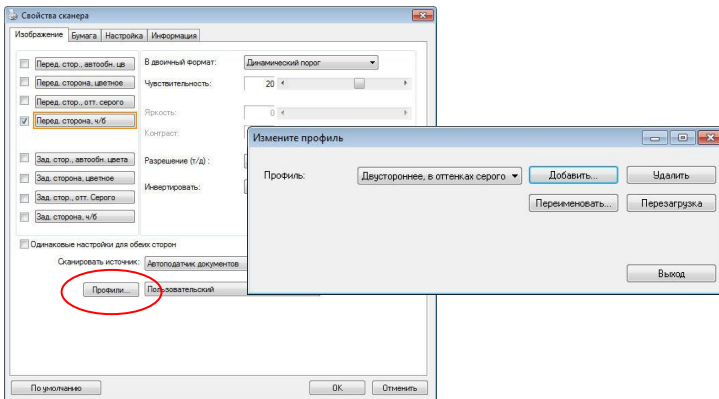 Свойства сканера
Изображение Бумага Настройка Информация
Перед. стор., автообн. цв
В двоичный формат: Динамический порог
Перед. сторона, цветное
Чувствительность: 20
Перед. стор., отт. серого
Яркость: 0
Перед. сторона, ч/б
Контраст:
Зад. стор., автообн. цвета
Разрешение (т/д) :
Зад. сторона, цветное
Инвертировать:
Зад. стор., отт. Серого
Зад. сторона, ч/б
Одинаковые настройки для обеих сторон
Сканировать источник: Автоподатчик документов
Профили... Пользовательский
По умолчанию OK Отменить
Измените профиль
Профиль: Двустороннее, в оттенках серого Добавить... Удалить
Переименовать... Перезагрузка
Выход